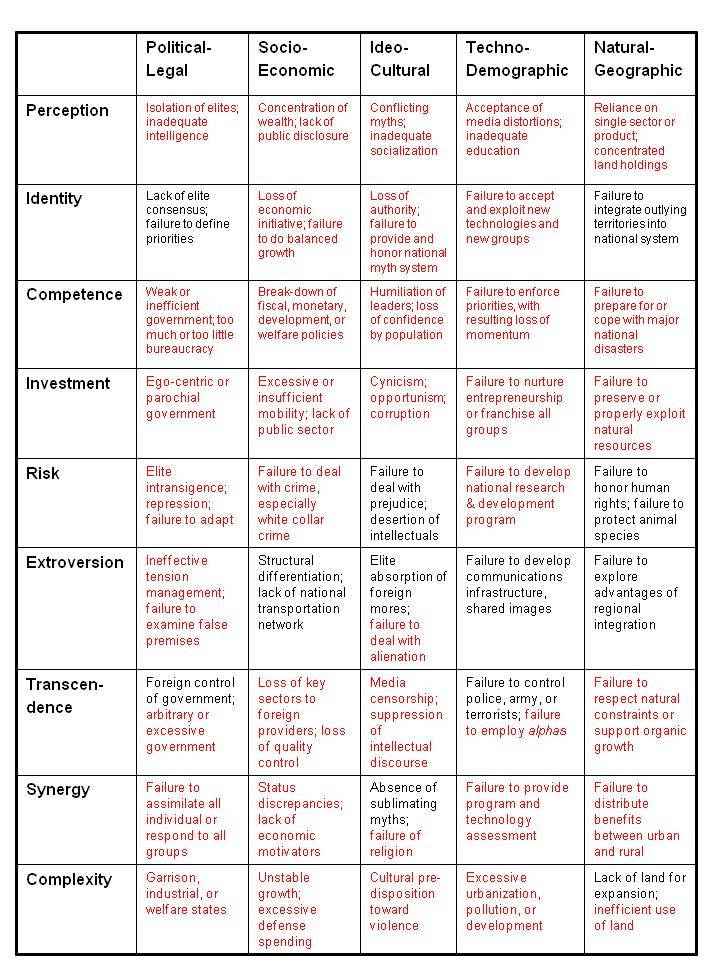 Political-
Legal
Socio-
Economic
Ideo-
Cultural
Techno-
Demographic
Natural-
Geographic
Perception
Isolation of elites;
inadequate
intelligence
Concentration of
wealth; lack of
public disclosure
Conflicting
myths;
inadequate
socialization
Acceptance of
media distortions;
inadequate
education
Reliance on
single sector or
product;
concentrated
land-holdings
Identity
Lack of elite
consensus;
failure to define
priorities
Loss of
economic
initiative; failure
to do balanced
growth
Loss of
authority;
failure to
provide and
honor national
myth system
Failure to accept
and exploit new
technologies and
new groups
Failure to
integrate outlying
territories into
national system
Competence
Weak or
inefficient
government; too
much or too little
bureaucracy
Break-down of
fiscal, monetary,
development, or
welfare policies
Humiliation of
leaders; loss
of confidence
by population
Failure to enforce
priorities, with
resulting loss of
momentum
Failure to
prepare for or
cope with major
national
disasters
Investment
Ego-centric or
parochial
government
Excessive or
insufficient
mobility; lack of
public sector
Cynicism;
opportunism;
corruption
Failure to nurture
entrepreneurship
or franchise all
groups
Failure to
preserve or
properly exploit
natural
resources
Risk
Elite
intransigence;
repression;
failure to adapt
Failure to deal
with crime,
especially
white collar
crime
Failure to
deal with
prejudice;
desertion of
intellectuals
Failure to develop
national research
& development
program
Failure to
honor human
rights; failure to
protect animal
species
Extroversion
Ineffective
tension
management;
failure to
examine false
premises
Structural
differentiation;
lack of national
transportation
network
Elite
absorption of
foreign
mores;
failure to
deal with
alienation
Failure to develop
communications
infrastructure,
shared images
Failure to
explore
advantages of
regional
integration
Transcen-
dence
Foreign control
of government;
arbitrary or
excessive
government
Loss of key
sectors to
foreign
providers; loss
of quality
control
Media
censorship;
suppression
of
intellectual
discourse
Failure to control
police, army, or
terrorists; failure
to employ alphas
Failure to
respect natural
constraints or
support organic
growth
Synergy
Failure to
assimilate all
individual or
respond to all
groups
Status
discrepancies;
lack of
economic
motivators
Absence of
sublimating
myths;
failure of
religion
Failure to provide
program and
technology
assessment
Failure to
distribute
benefits
between urban
and rural
Complexity
Garrison,
industrial, or
welfare states
Unstable
growth;
excessive
defense
spending
Cultural pre-
disposition
toward
violence
Excessive
urbanization,
pollution, or
development
Lack of land for
expansion;
inefficient use
of land